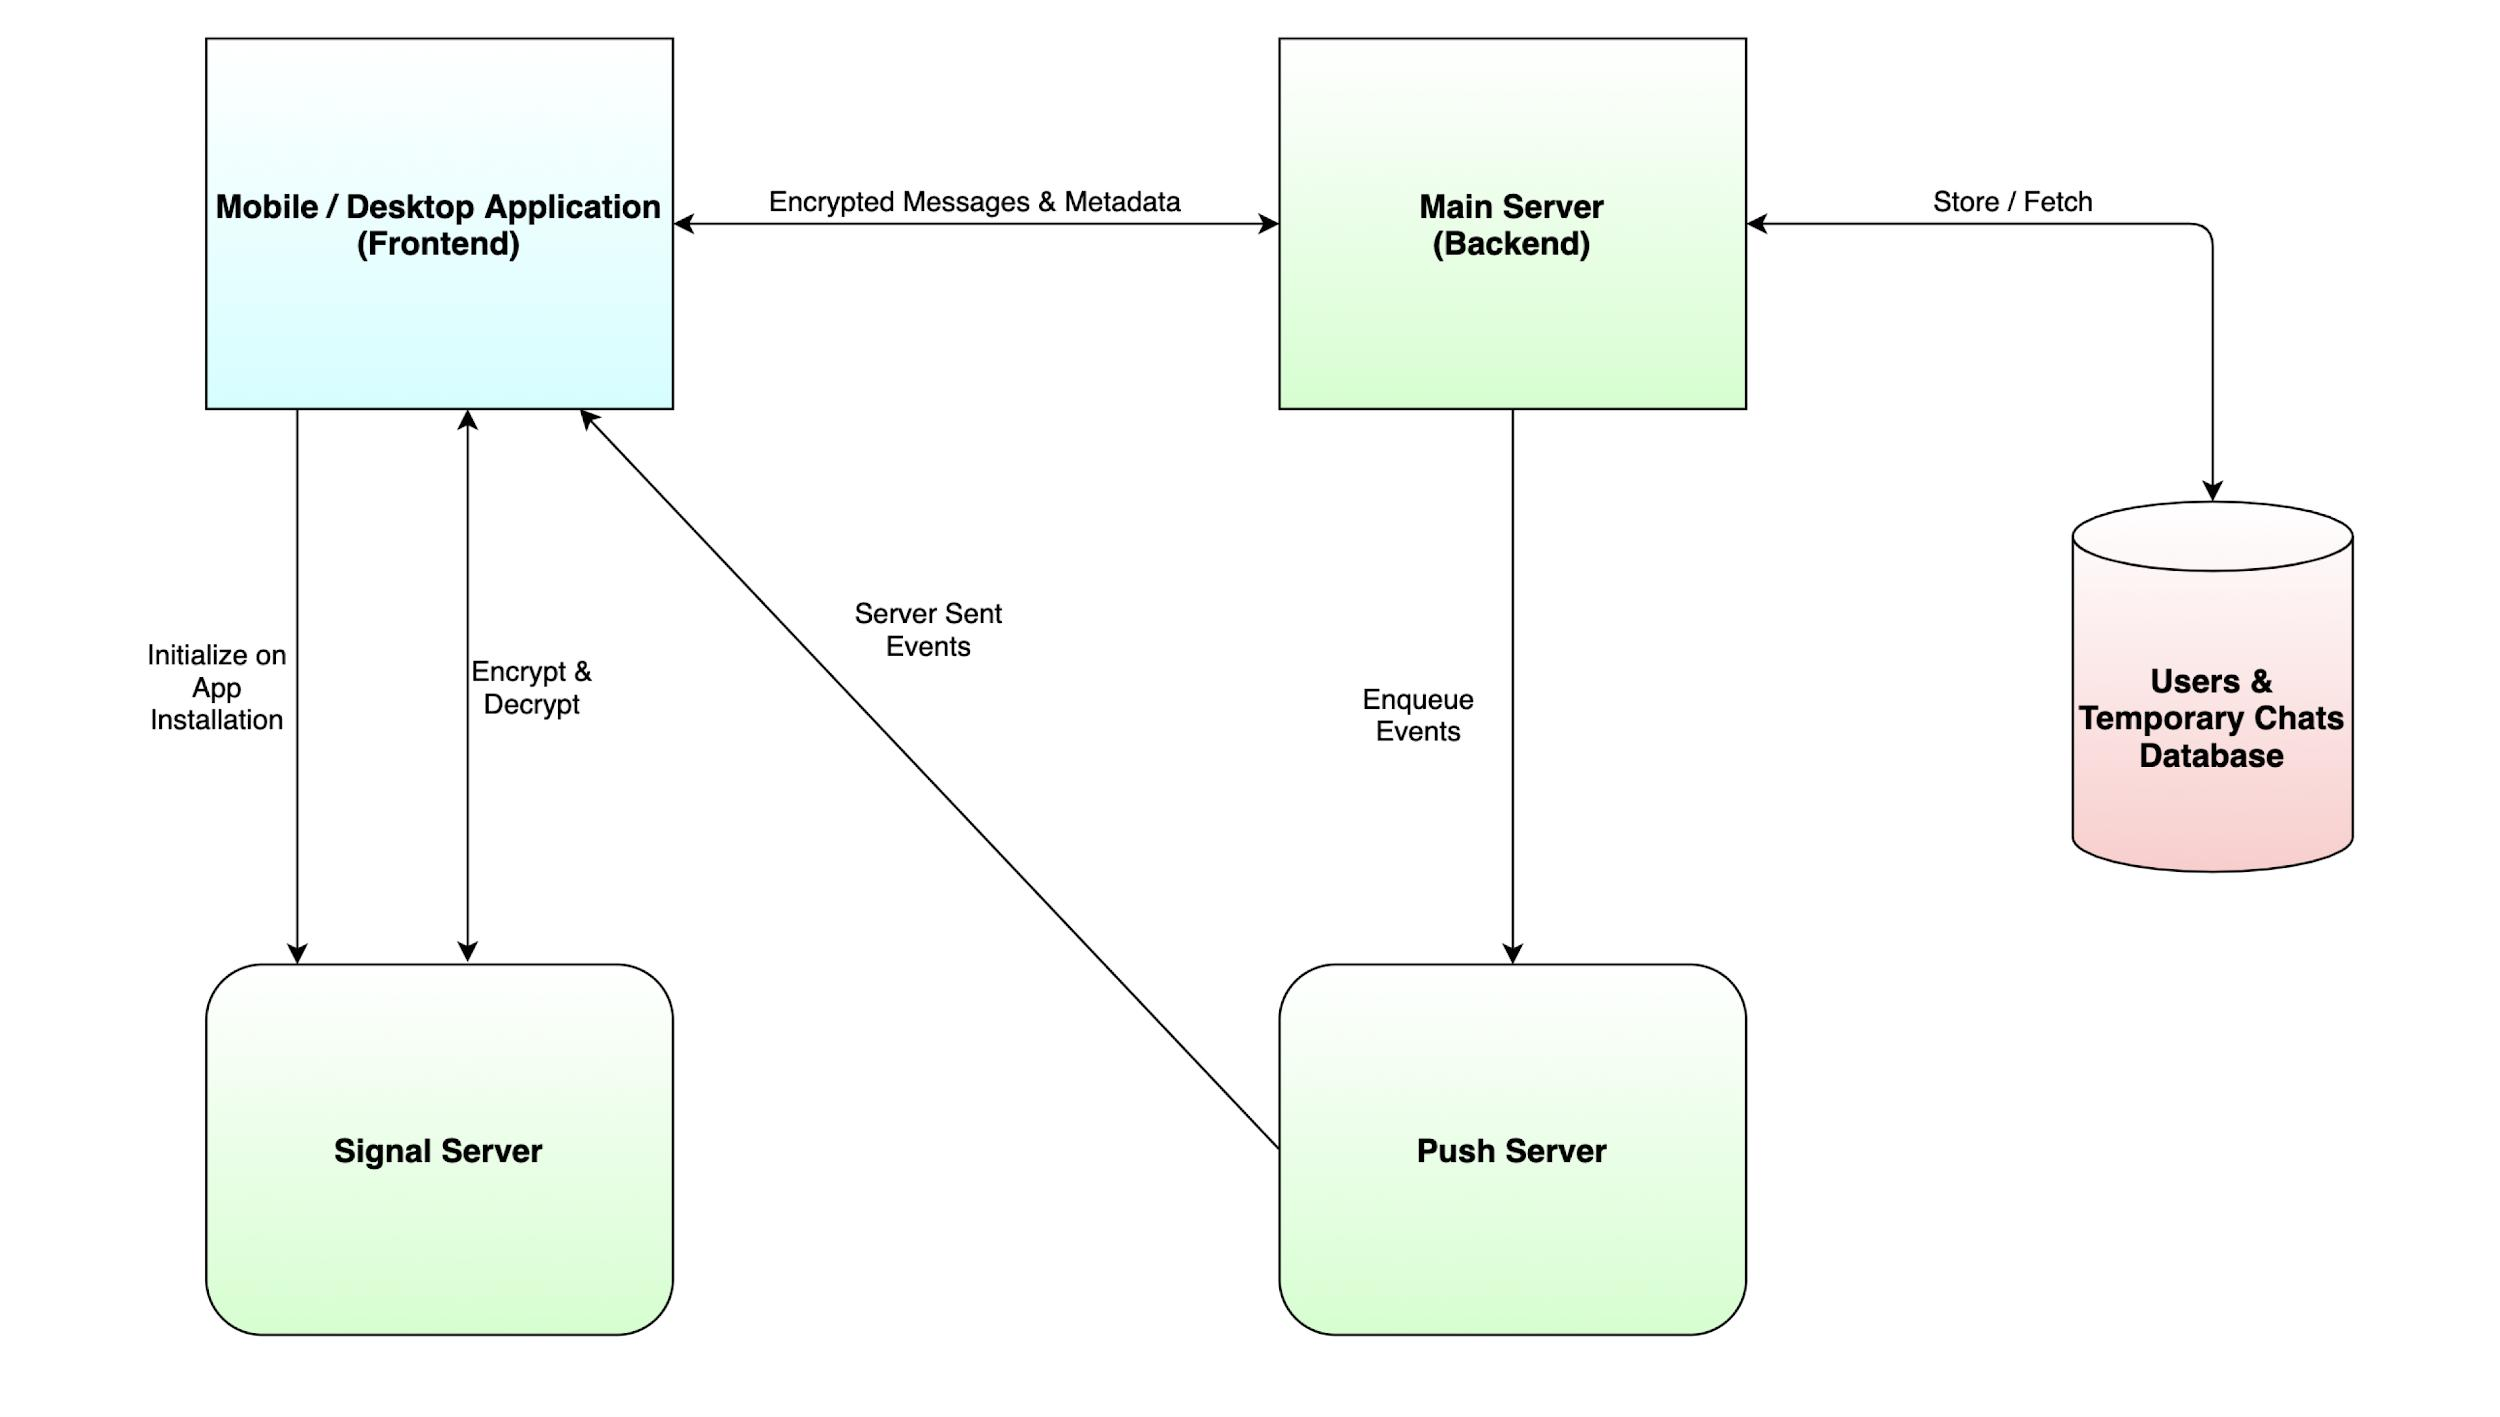 Mobile / Desktop Application
(Frontend)
Encrypted Messages & Metadata
Main Server
(Backend)
Store / Fetch
Initialize on
App
Installation
Encrypt &
Decrypt
Server Sent
Events
Enqueue
Events
Users &
Temporary Chats
Database
Signal Server
Push Server